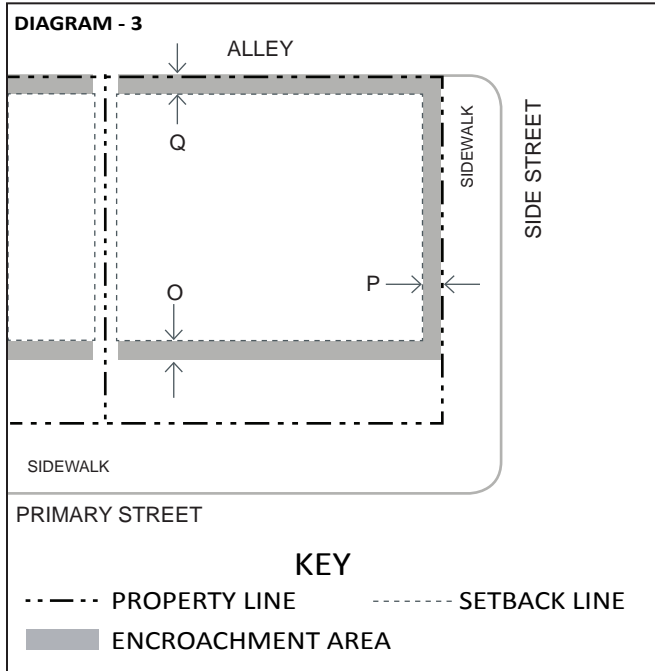 DIAGRAM - 3
ALLEY
Q
SIDEWALK
SIDE STREET
P
O
SIDEWALK
PRIMARY STREET
KEY
PROPERTY LINE
SETBACK LINE
ENCROACHMENT AREA